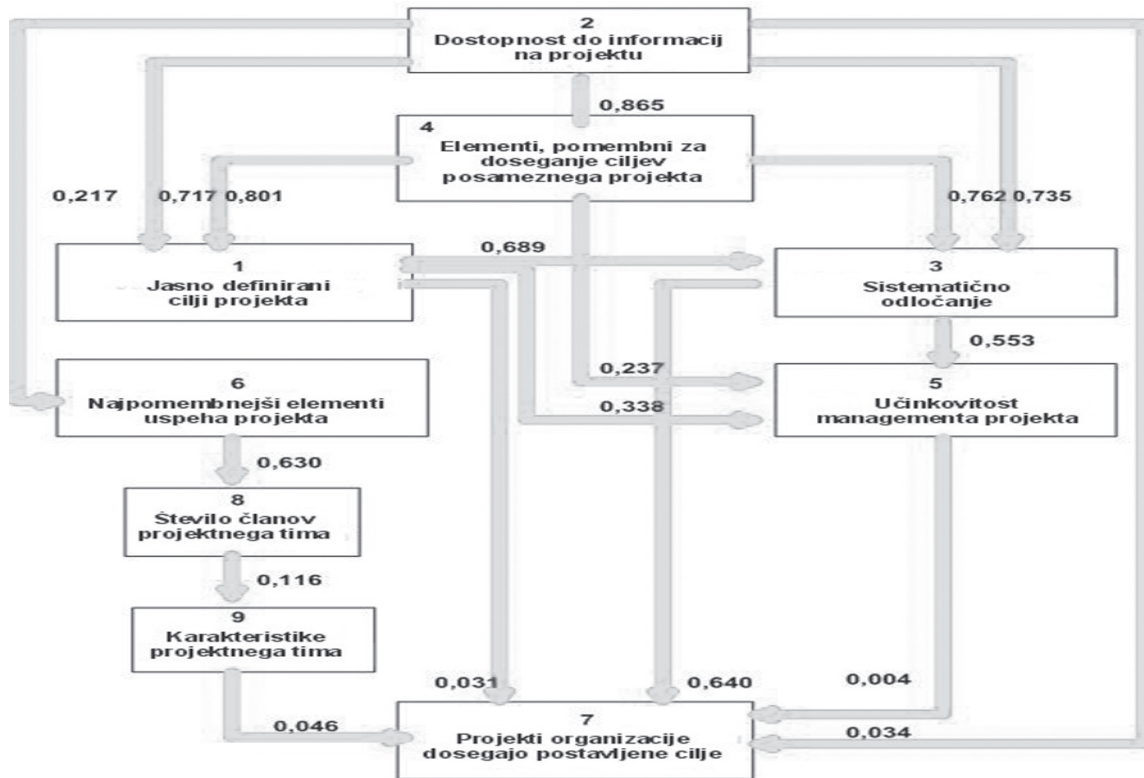 2
Dostopnost do informacij
na projektu
0,865
4
Elementi, pomembni za
doseganje ciljev
posameznega projekta
0,217
0,717
0,801
0,762
0,735
1
Jasno definirani
cilji projekta
0,689
3
Sistematično
odločanje
0,553
0,237
0,338
6
Najpomembnejši elementi
uspeha projekta
5
Učinkovitost
managementa projekta
0,630
8
Število članov
projektnega tima
0,116
9
Karakteristike
projektnega tima
0,031
0,640
0,004
0,046
0,034
7
Projekti organizacije
dosegajo postavljene cilje